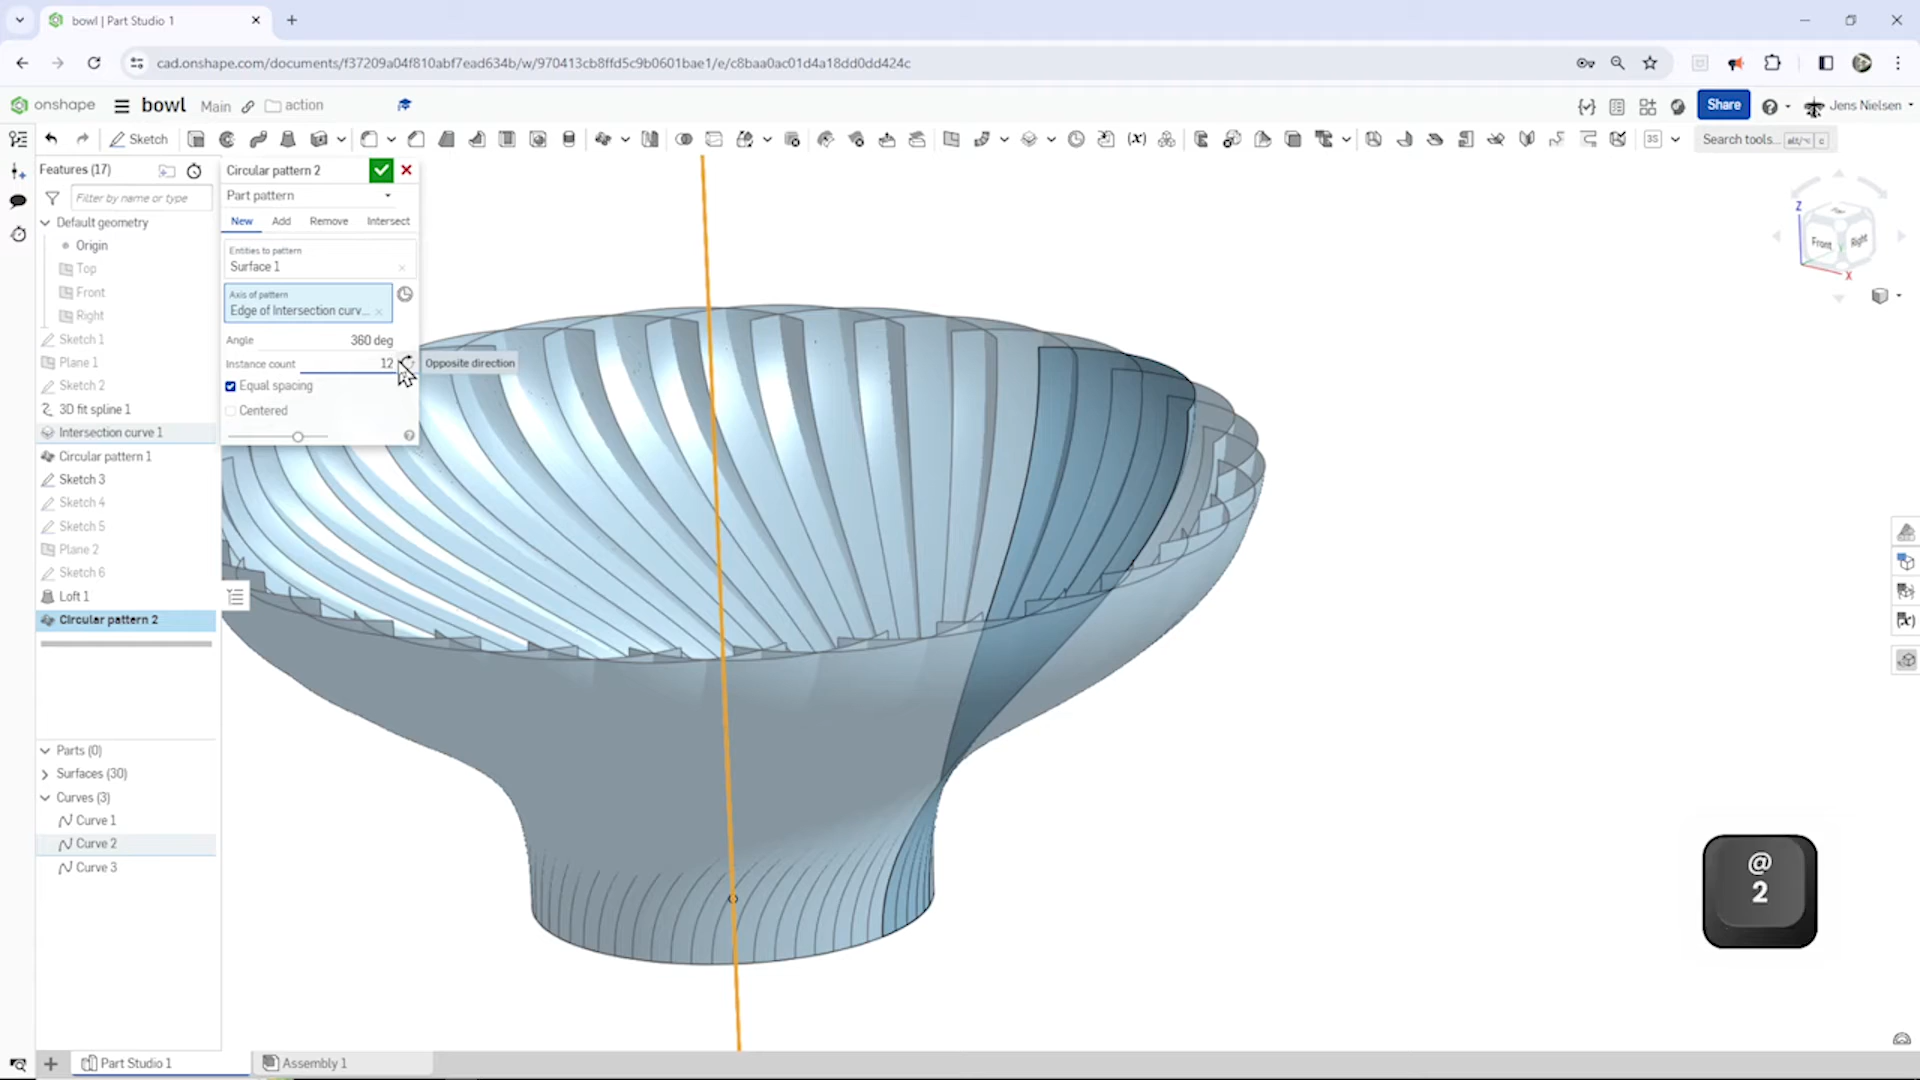 bowl | Part Studio 1
cad.onshape.com/documents/f37209a04f810abf7ead634b/w/970413cb8ffd5c9b0601bae1/e/c8baa0ac01d4a18dd0dd424c
onshape
bowl
Main
action
Share
Jens Nielsen
Sketch
3S
Search tools...
alt/⌥
c
Features (17)
Filter by name or type
Default geometry
Origin
Top
Front
Right
Sketch 1
Plane 1
Sketch 2
3D fit spline 1
Intersection curve 1
Circular pattern 1
Sketch 3
Sketch 4
Sketch 5
Plane 2
Sketch 6
Loft 1
Circular pattern 2
Parts (0)
Surfaces (30)
Curves (3)
Curve 1
Curve 2
Curve 3
Circular pattern 2
Part pattern
New
Add
Remove
Intersect
Entities to pattern
Surface 1
Axis of pattern
Edge of Intersection curv...
Angle
360 deg
Instance count
12
Opposite direction
Equal spacing
Centered
Z
Front
Right
X
@
2
Part Studio 1
Assembly 1